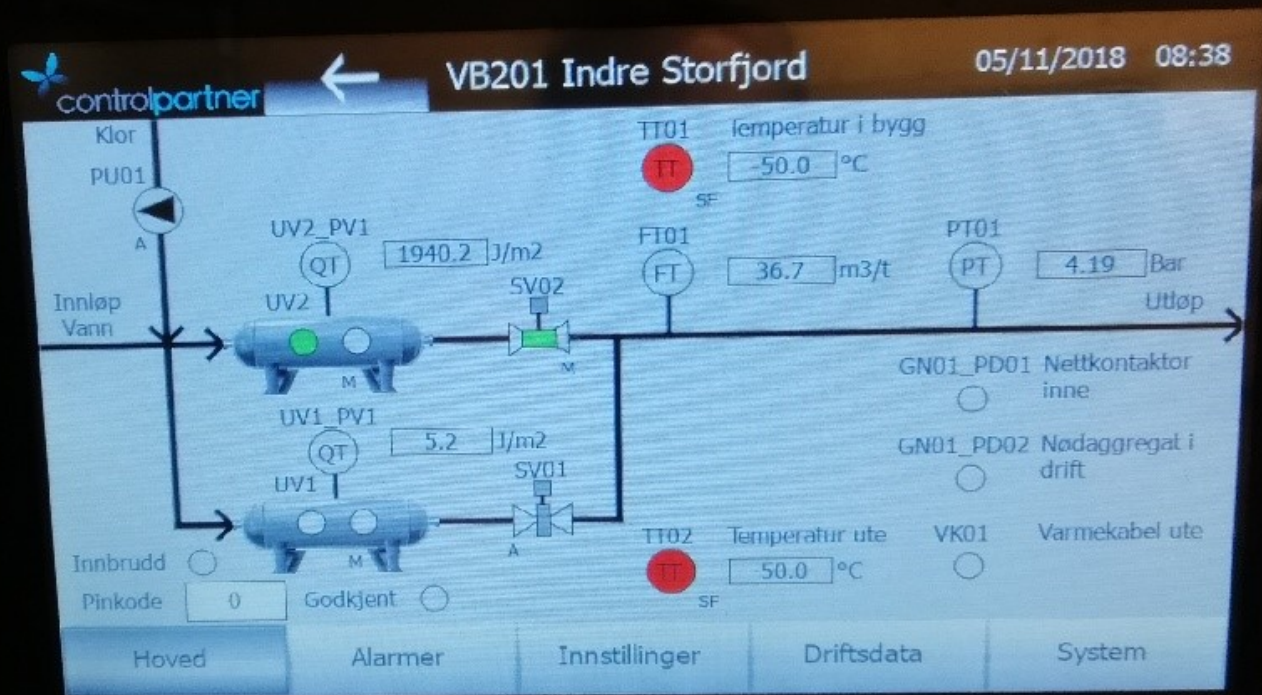 controlpartner
VB201 Indre Storfjord
05/11/2018 08:38
Klor
PU01
A
TT01 Temperatur i bygg
TT -50.0 °C
SF
UV2_PV1
QT 1940.2 J/m2
UV2
M
SV02
M
FT01
FT 36.7 m3/t
PT01
PT 4.19 Bar
Utløp
Innløp
Vann
GN01_PD01 Nettkontaktor
inne
GN01_PD02 Nødaggregat i
drift
UV1_PV1
QT 5.2 J/m2
UV1
M
SV01
A
TT02 Temperatur ute
TT 50.0 °C
SF
VK01 Varmekabel ute
Innbrudd
Pinkode 0 Godkjent
Hoved Alarmer Innstillinger Driftsdata System